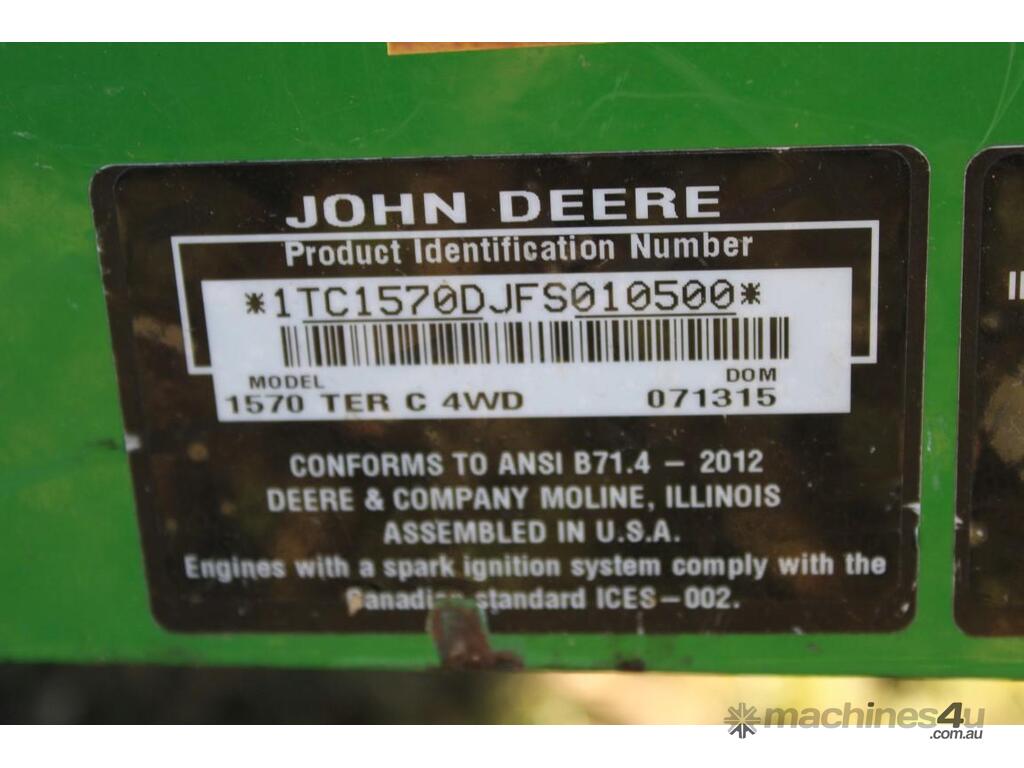 JOHN DEERE
Product Identification Number
*1TC1570DJFS010500*
MODEL DOM
1570 TER C 4WD 071315
CONFORMS TO ANSI B71.4 – 2012
DEERE & COMPANY MOLINE, ILLINOIS
ASSEMBLED IN U.S.A.
Engines with a spark ignition system comply with the
Canadian standard ICES–002.
machines4u
.com.au